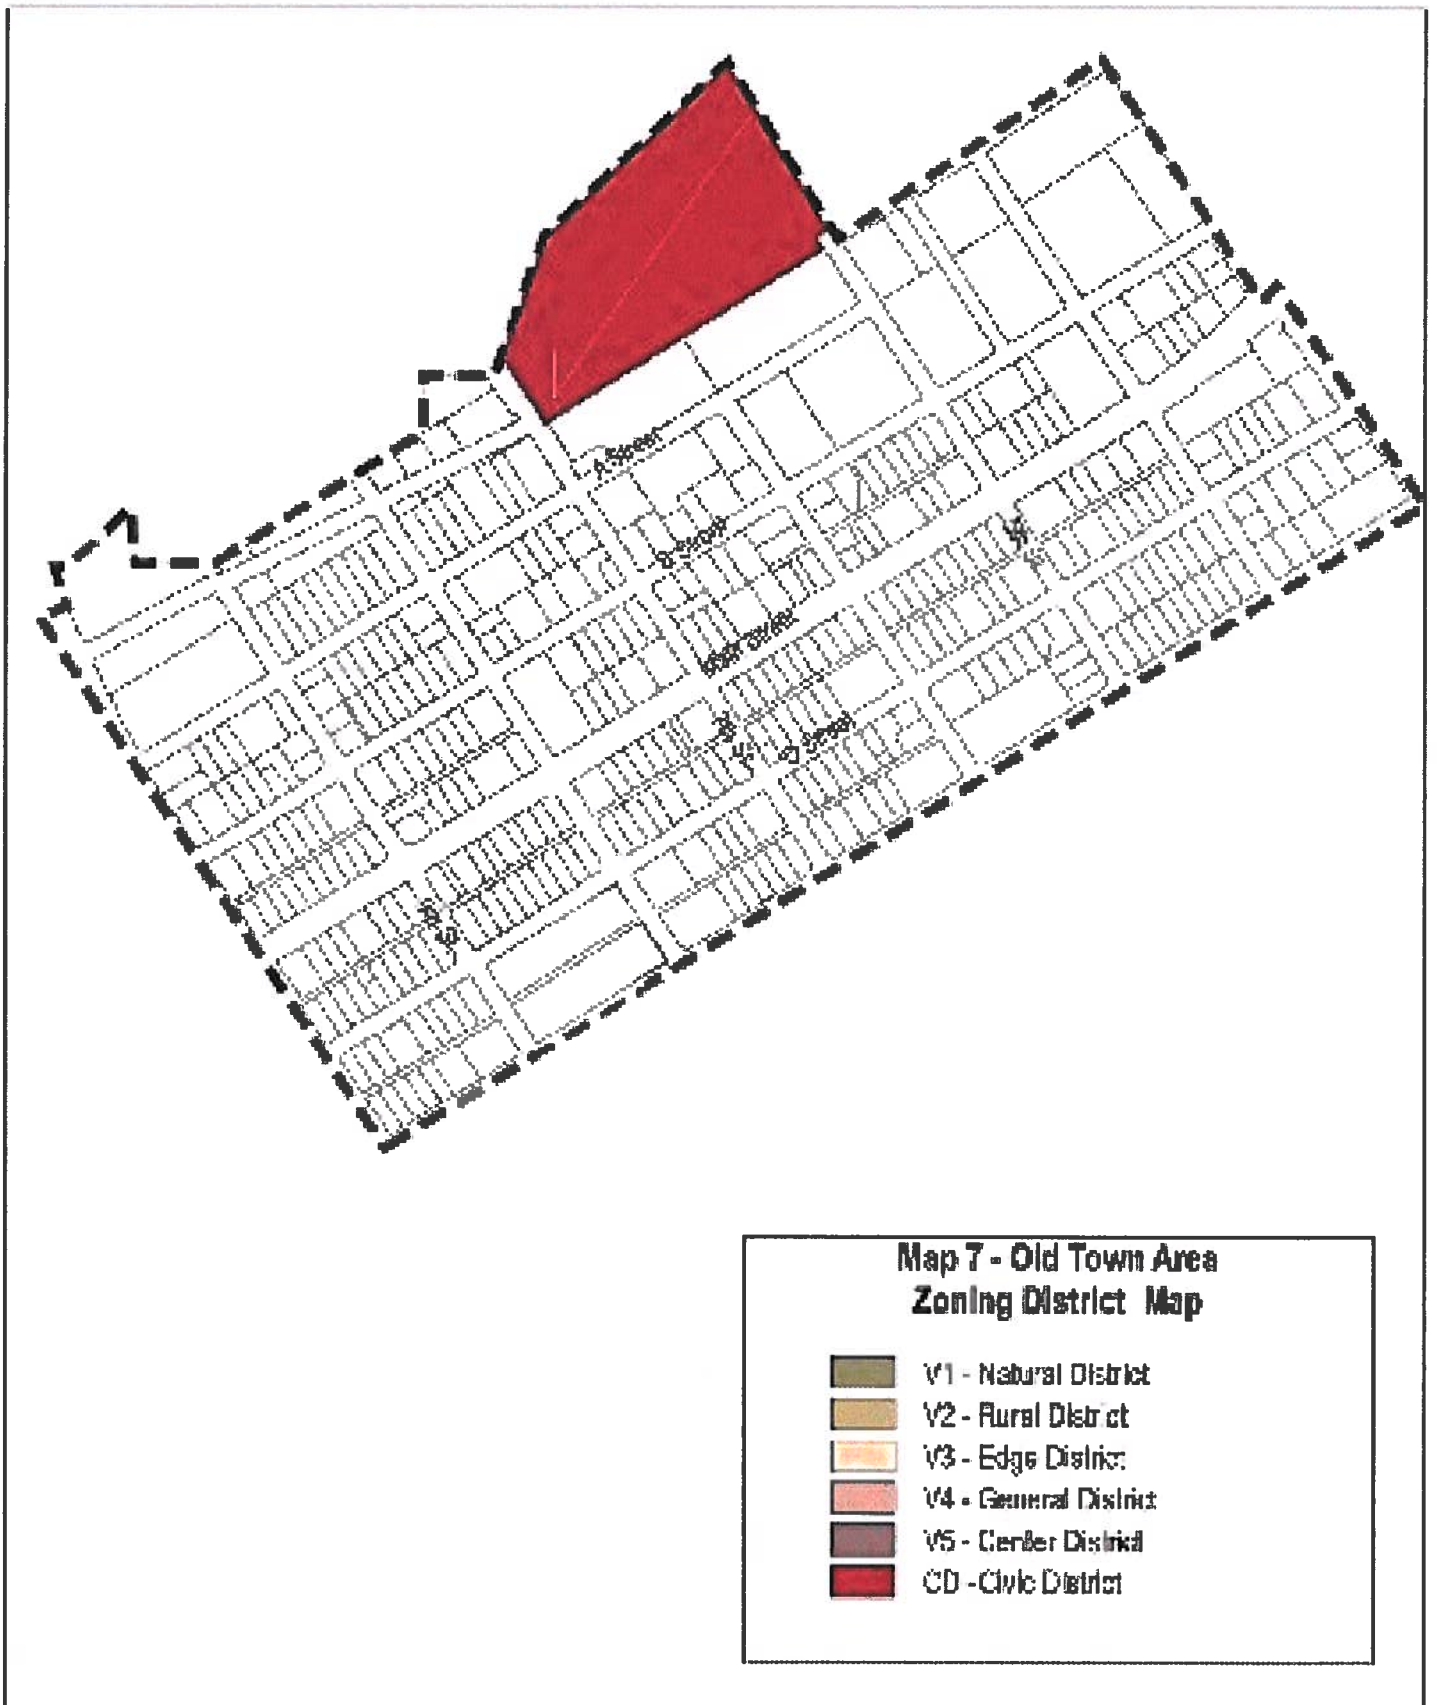 A Street
B Street
Main Street
D Street
Map 7 - Old Town Area
Zoning District Map
V1 - Natural District
V2 - Rural District
V3 - Edge District
V4 - General District
V5 - Center District
CD - Civic District